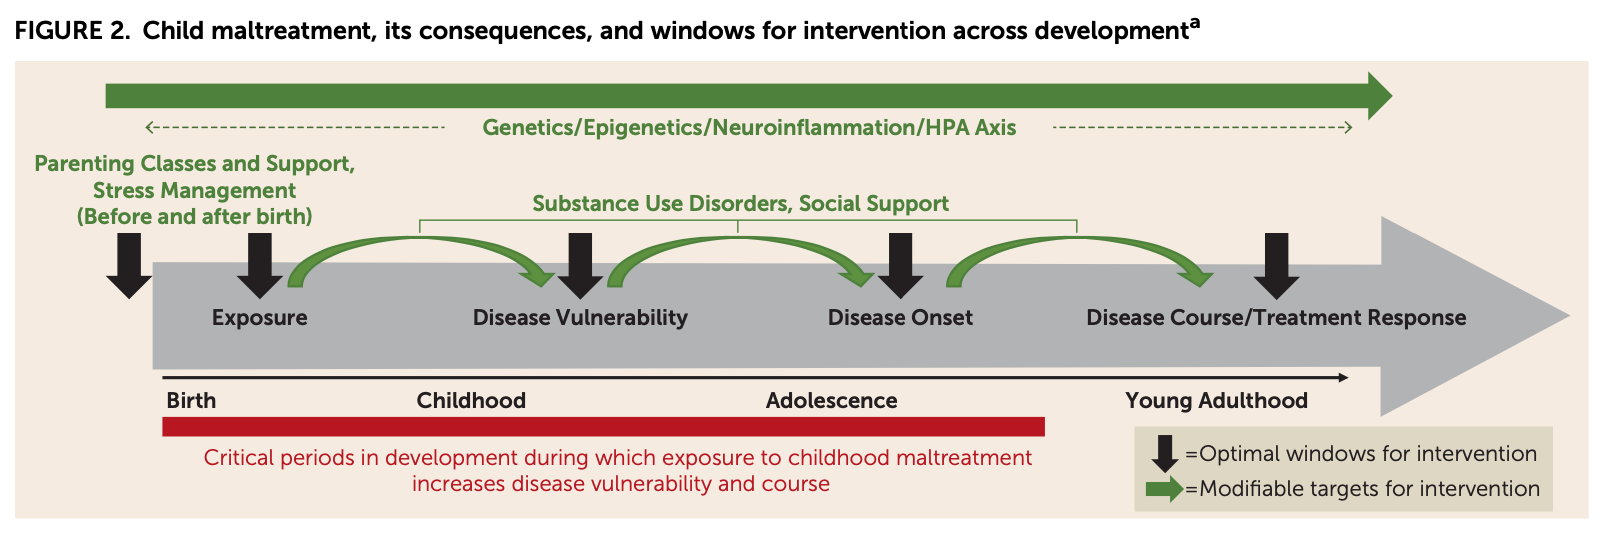 FIGURE 2. Child maltreatment, its consequences, and windows for intervention across developmentᵃ
Genetics/Epigenetics/Neuroinflammation/HPA Axis
Parenting Classes and Support,
Stress Management
(Before and after birth)
Substance Use Disorders, Social Support
Exposure
Disease Vulnerability
Disease Onset
Disease Course/Treatment Response
Birth
Childhood
Adolescence
Young Adulthood
Critical periods in development during which exposure to childhood maltreatment
increases disease vulnerability and course
=Optimal windows for intervention
=Modifiable targets for intervention